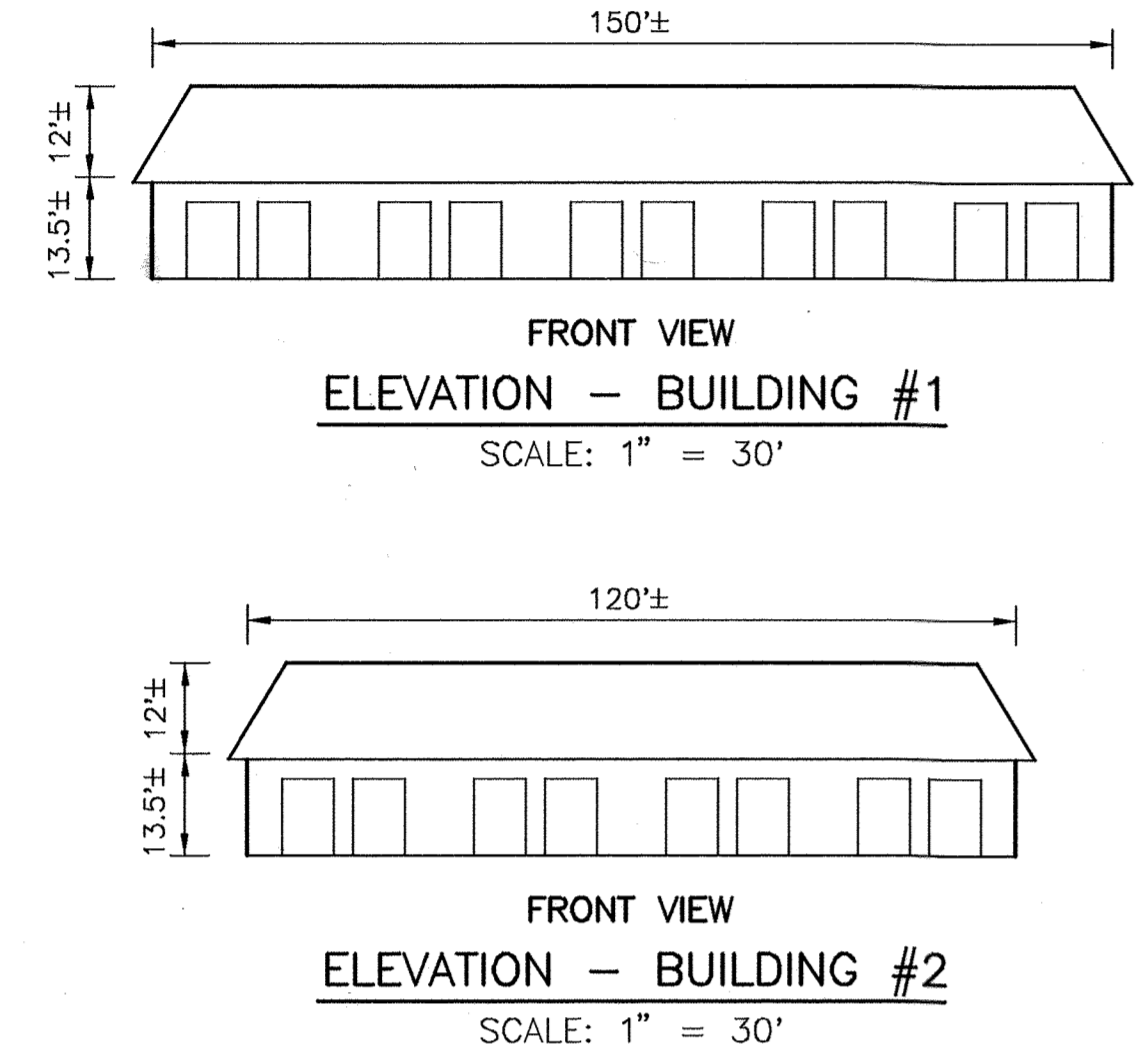 150'±
12'±
13.5'±
FRONT VIEW
ELEVATION – BUILDING #1
SCALE: 1" = 30'
120'±
12'±
13.5'±
FRONT VIEW
ELEVATION – BUILDING #2
SCALE: 1" = 30'